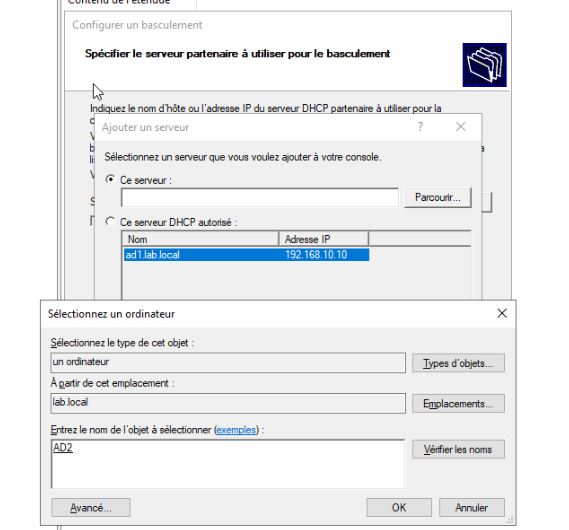 Contenu de l'étendue
Configurer un basculement
Spécifier le serveur partenaire à utiliser pour le basculement
Indiquez le nom d'hôte ou l'adresse IP du serveur DHCP partenaire à utiliser pour la
Ajouter un serveur
? ×
Sélectionnez un serveur que vous voulez ajouter à votre console.
Ce serveur :
Parcourir...
Ce serveur DHCP autorisé :
Nom Adresse IP
ad1.lab.local 192.168.10.10
Sélectionnez un ordinateur ×
Sélectionnez le type de cet objet :
un ordinateur Types d'objets...
À partir de cet emplacement :
lab.local Emplacements...
Entrez le nom de l'objet à sélectionner (exemples) :
AD2 Vérifier les noms
Avancé... OK Annuler